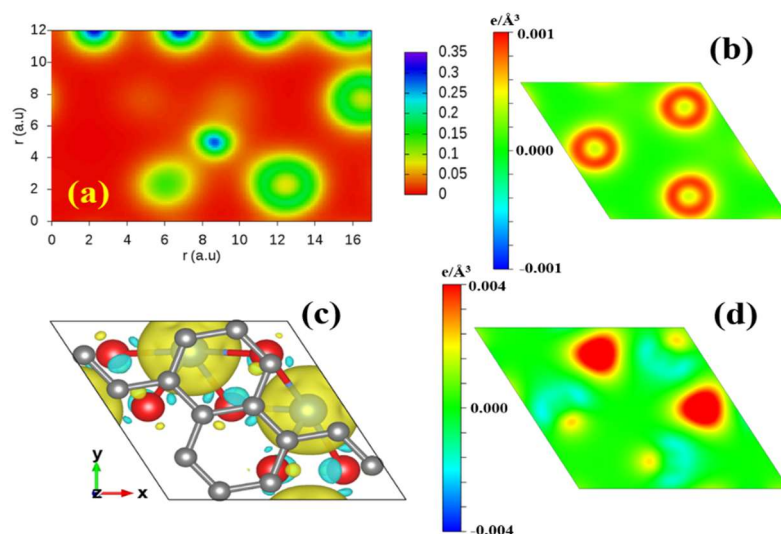 12
10
8
6
4
2
0
r (a.u)
0 2 4 6 8 10 12 14 16
r (a.u)
(a)
0.35
0.3
0.25
0.2
0.15
0.1
0.05
0
e/Å³
0.001
0.000
-0.001
(b)
(c)
y
z x
e/Å³
0.004
0.000
-0.004
(d)